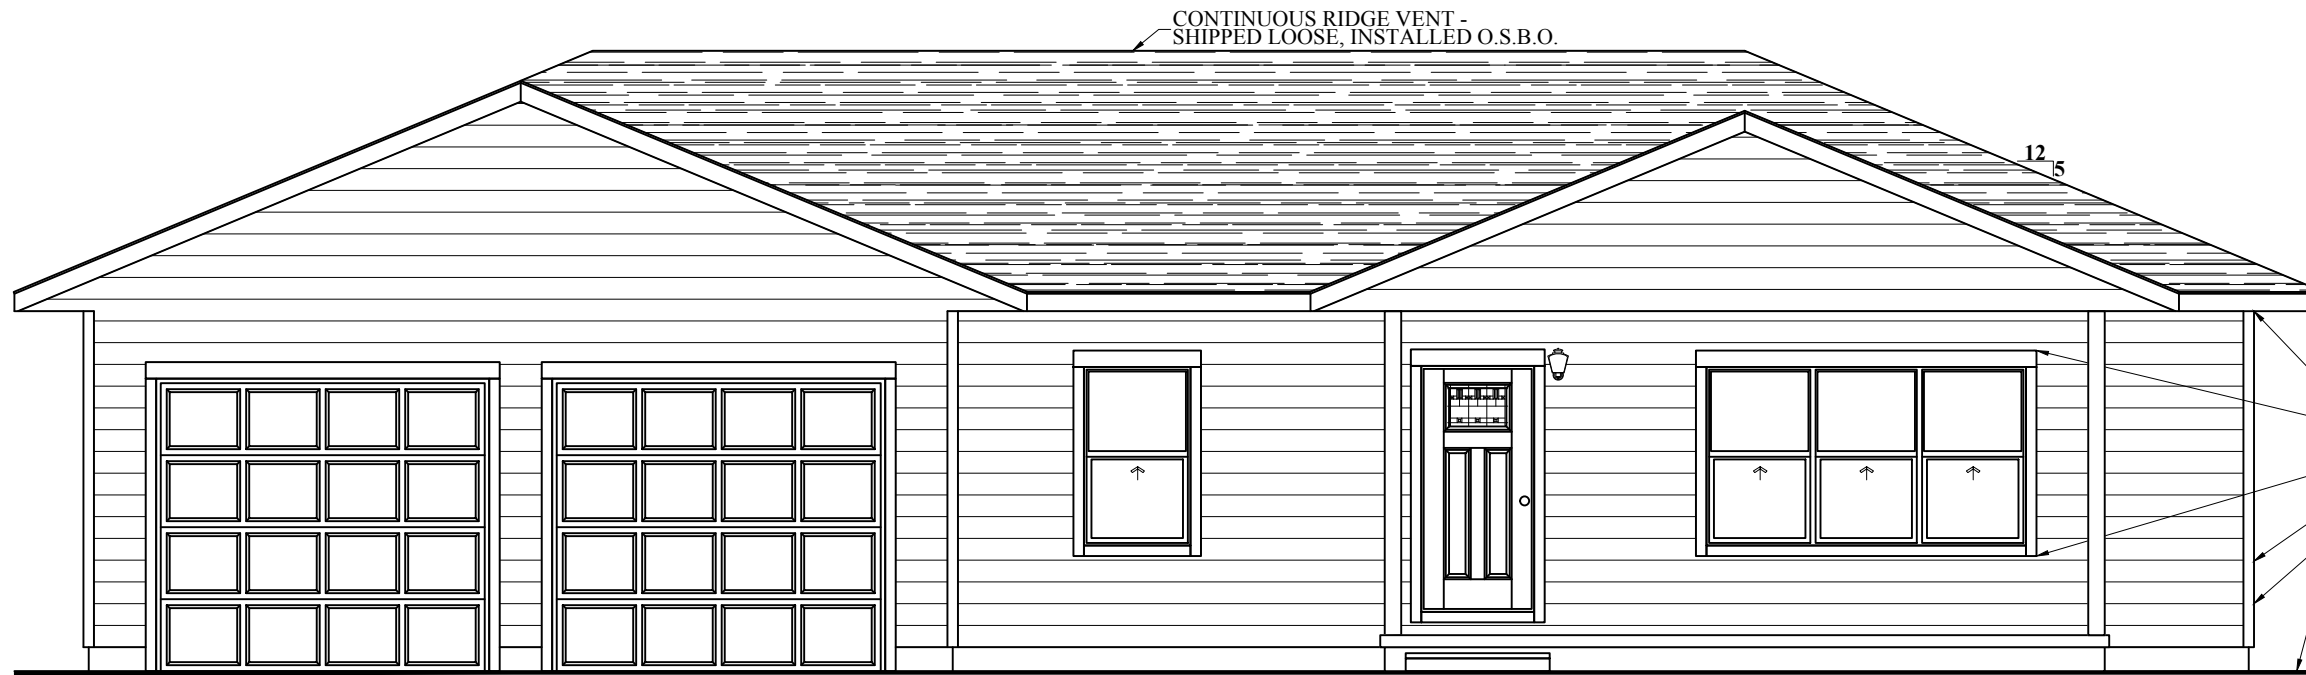 CONTINUOUS RIDGE VENT -
SHIPPED LOOSE, INSTALLED O.S.B.O.
12
5